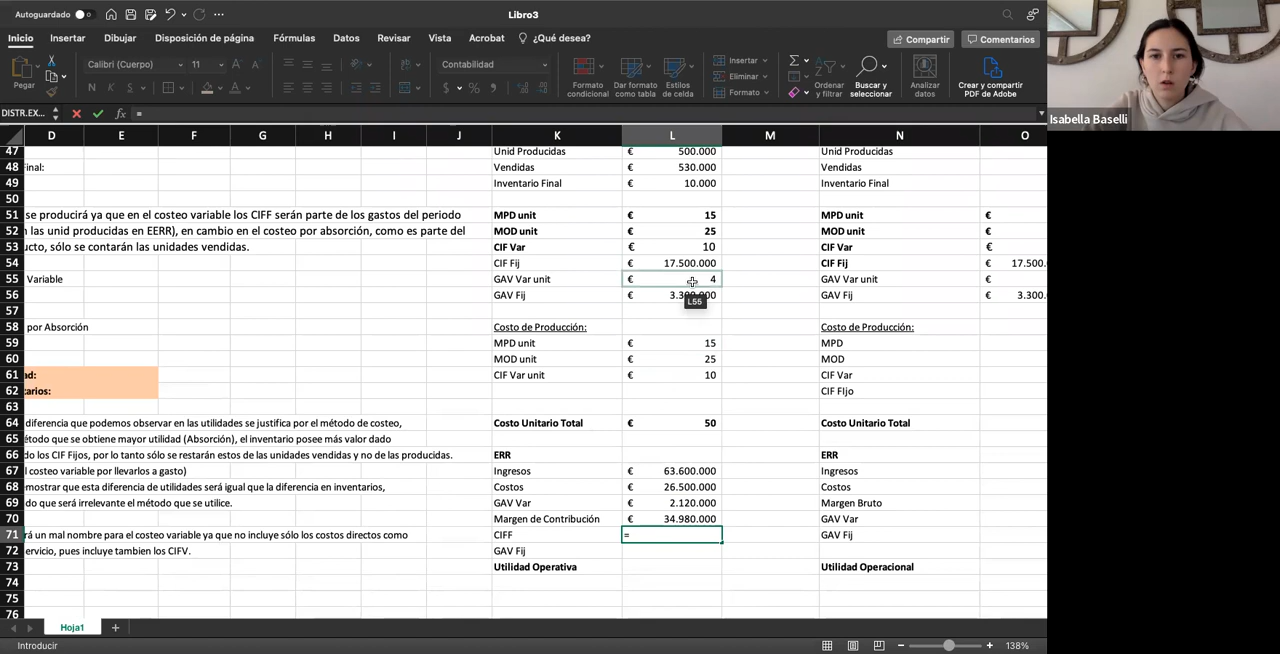 Autoguardado
Libro3
Inicio Insertar Dibujar Disposición de página Fórmulas Datos Revisar Vista Acrobat ¿Qué desea?
Compartir Comentarios
Pegar
Calibri (Cuerpo) 11
N K S
Contabilidad
$ %
Formato condicional
Dar formato como tabla
Estilos de celda
Insertar
Eliminar
Formato
Ordenar y filtrar
Buscar y seleccionar
Analizar datos
Crear y compartir PDF de Adobe
Isabella Baselli
DISTR.EX... fx =
D E F G H I J K L M N O
47 Unid Producidas € 500.000 Unid Producidas
48 inal: Vendidas € 530.000 Vendidas
49 Inventario Final € 10.000 Inventario Final
50
51 se producirá ya que en el costeo variable los CIFF serán parte de los gastos del periodo MPD unit € 15 MPD unit €
52 las unid producidas en EERR), en cambio en el costeo por absorción, como es parte del MOD unit € 25 MOD unit €
53 ucto, sólo se contarán las unidades vendidas. CIF Var € 10 CIF Var €
54 CIF Fij € 17.500.000 CIF Fij € 17.500.
55 Variable GAV Var unit € 4 GAV Var unit €
56 GAV Fij € GAV Fij € 3.300.
L55
57
58 por Absorción Costo de Producción: Costo de Producción:
59 MPD unit € 15 MPD
60 MOD unit € 25 MOD
61 ad: CIF Var unit € 10 CIF Var
62 arios: CIF FIjo
63
64 diferencia que podemos observar en las utilidades se justifica por el método de costeo, Costo Unitario Total € 50 Costo Unitario Total
65 étodo que se obtiene mayor utilidad (Absorción), el inventario posee más valor dado
66 do los CIF Fijos, por lo tanto sólo se restarán estos de las unidades vendidas y no de las producidas. ERR ERR
67 l costeo variable por llevarlos a gasto) Ingresos € 63.600.000 Ingresos
68 mostrar que esta diferencia de utilidades será igual que la diferencia en inventarios, Costos € 26.500.000 Costos
69 do que será irrelevante el método que se utilice. GAV Var € 2.120.000 Margen Bruto
70 Margen de Contribución € 34.980.000 GAV Var
71 rá un mal nombre para el costeo variable ya que no incluye sólo los costos directos como CIFF = GAV Fij
72 ervicio, pues incluye tambien los CIFV. GAV Fij
73 Utilidad Operativa Utilidad Operacional
74
75
76
Hoja1 +
Introducir 138%